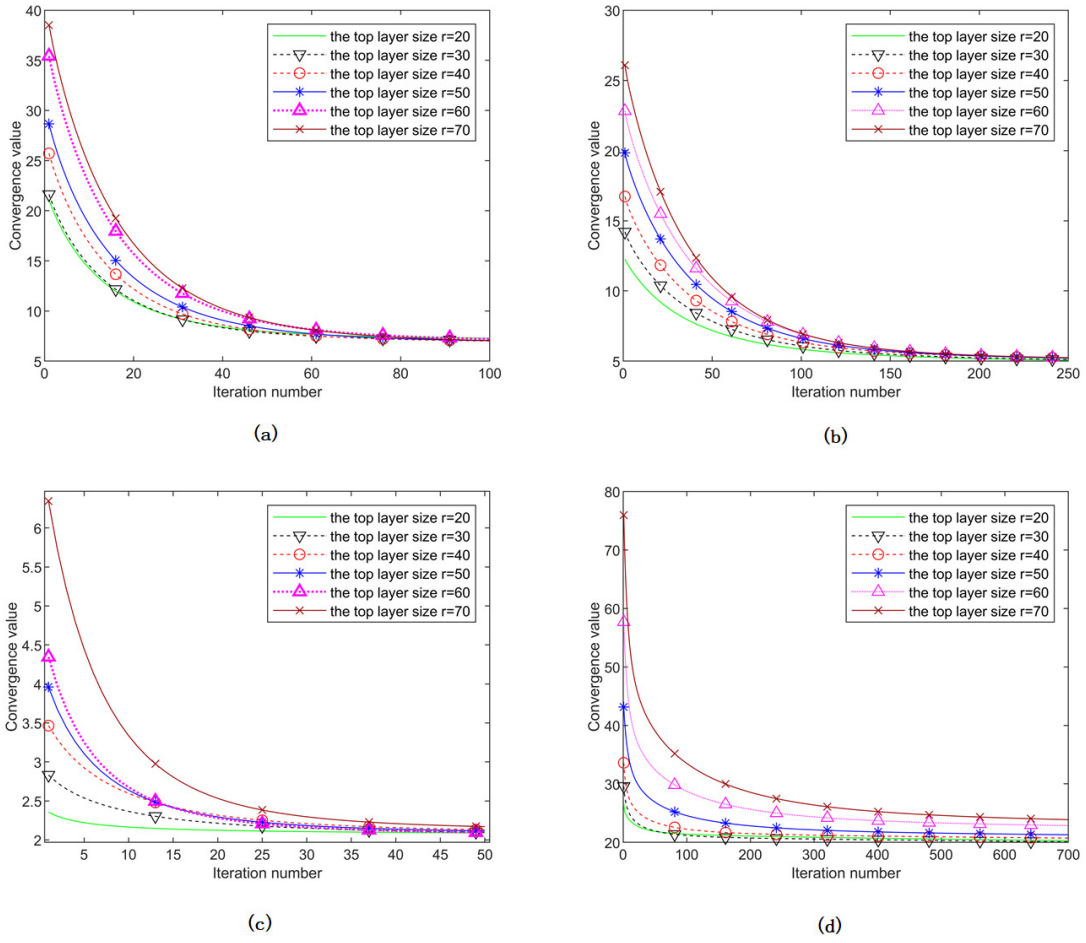 40
35
30
25
20
15
10
5
0 20 40 60 80 100
Convergence value
Iteration number
the top layer size r=20
the top layer size r=30
the top layer size r=40
the top layer size r=50
the top layer size r=60
the top layer size r=70
(a)
30
25
20
15
10
5
0 50 100 150 200 250
Convergence value
Iteration number
the top layer size r=20
the top layer size r=30
the top layer size r=40
the top layer size r=50
the top layer size r=60
the top layer size r=70
(b)
6
5.5
5
4.5
4
3.5
3
2.5
2
5 10 15 20 25 30 35 40 45 50
Convergence value
Iteration number
the top layer size r=20
the top layer size r=30
the top layer size r=40
the top layer size r=50
the top layer size r=60
the top layer size r=70
(c)
80
70
60
50
40
30
20
0 100 200 300 400 500 600 700
Convergence value
Iteration number
the top layer size r=20
the top layer size r=30
the top layer size r=40
the top layer size r=50
the top layer size r=60
the top layer size r=70
(d)